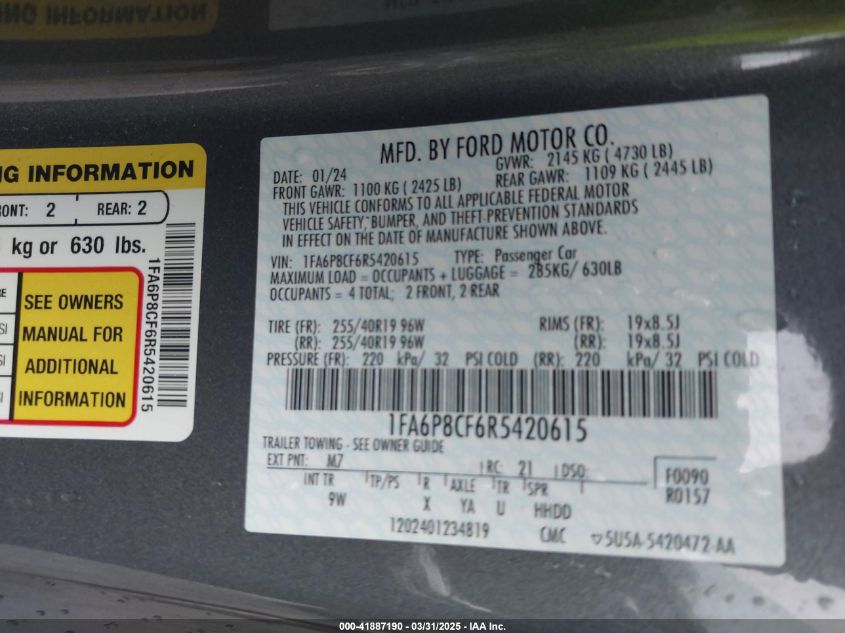 NG INFORMATION
RONT: 2 REAR: 2
kg or 630 lbs.
SEE OWNERS
MANUAL FOR
ADDITIONAL
INFORMATION
1FA6P8CF6R5420615
MFD. BY FORD MOTOR CO.
DATE: 01/24 GVWR: 2145 KG ( 4730 LB)
FRONT GAWR: 1100 KG ( 2425 LB) REAR GAWR: 1109 KG ( 2445 LB)
THIS VEHICLE CONFORMS TO ALL APPLICABLE FEDERAL MOTOR
VEHICLE SAFETY, BUMPER, AND THEFT PREVENTION STANDARDS
IN EFFECT ON THE DATE OF MANUFACTURE SHOWN ABOVE.
VIN: 1FA6P8CF6R5420615 TYPE: Passenger Car
MAXIMUM LOAD = OCCUPANTS + LUGGAGE = 285KG/ 630LB
OCCUPANTS = 4 TOTAL; 2 FRONT, 2 REAR
TIRE (FR): 255/40R19 96W RIMS (FR): 19x8.5J
(RR): 255/40R19 96W (RR): 19x8.5J
PRESSURE (FR): 220 kPa/ 32 PSI COLD (RR): 220 kPa/ 32 PSI COLD
1FA6P8CF6R5420615
TRAILER TOWING - SEE OWNER GUIDE
EXT PNT: M7 RC: 21 DSO: F0090
INT TR TP/PS R AXLE TR SPR R0157
9W X YA U HHDD
1202401234819 CMC 5U5A-5420472-AA
000-41887190 - 03/31/2025 - IAA Inc.